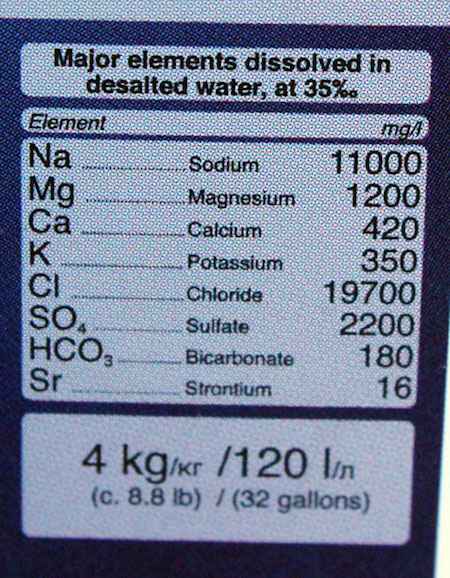 Major elements dissolved in
desalted water, at 35‰
Element mg/l
Na Sodium 11000
Mg Magnesium 1200
Ca Calcium 420
K Potassium 350
Cl Chloride 19700
SO₄ Sulfate 2200
HCO₃ Bicarbonate 180
Sr Strontium 16
4 kg/кг /120 l/л
(c. 8.8 lb) / (32 gallons)